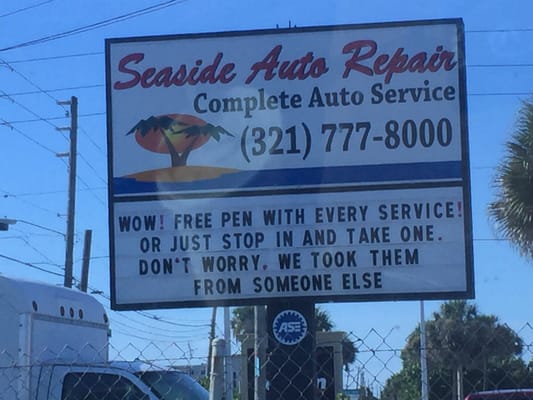 Seaside Auto Repair
Complete Auto Service
(321) 777-8000
WOW! FREE PEN WITH EVERY SERVICE!
OR JUST STOP IN AND TAKE ONE.
DON'T WORRY. WE TOOK THEM
FROM SOMEONE ELSE
ASE